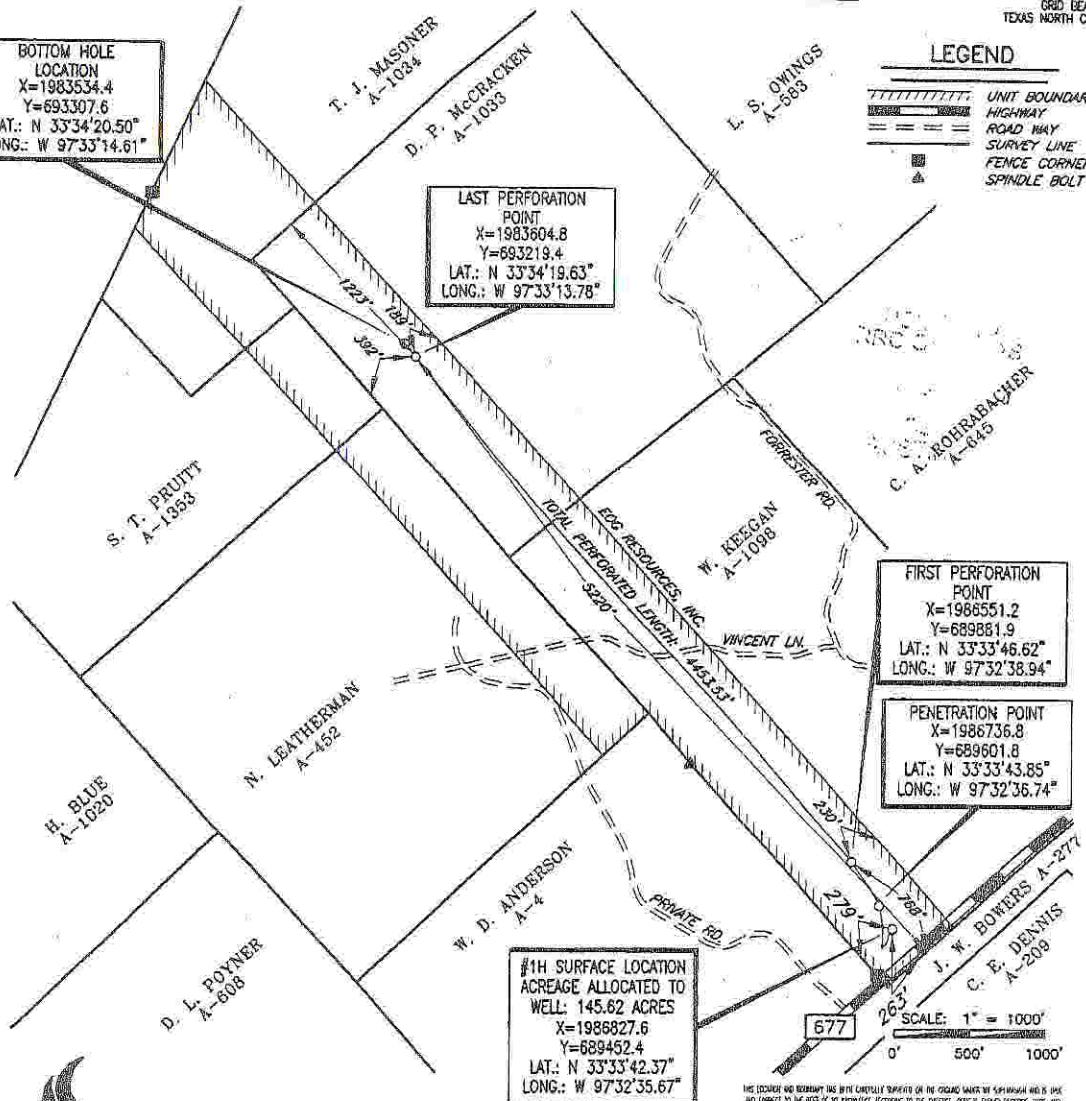 GRID BEA
TEXAS NORTH C
BOTTOM HOLE
LOCATION
X=1983534.4
Y=693307.6
AT.: N 33°34'20.50"
NG.: W 97°33'14.61"
T. J. MASONER
A-1034
D. P. McCRACKEN
A-1033
L. S. OWINGS
A-583
LEGEND
UNIT BOUNDAR
HIGHWAY
ROAD WAY
SURVEY LINE
FENCE CORNER
SPINDLE BOLT
LAST PERFORATION
POINT
X=1983604.8
Y=693219.4
LAT.: N 33°34'19.63"
LONG.: W 97°33'13.78"
1223'
189'
392'
RRC O
C. A. ROHRABACHER
A-645
FORRESTER RD.
S. T. PRUITT
A-1353
W. KEEGAN
A-1098
EOG RESOURCES, INC.
TOTAL PERFORATED LENGTH: 4453.53'
5220'
VINCENT LN.
FIRST PERFORATION
POINT
X=1986551.2
Y=689881.9
LAT.: N 33°33'46.62"
LONG.: W 97°32'38.94"
N. LEATHERMAN
A-452
PENETRATION POINT
X=1986736.8
Y=689601.8
LAT.: N 33°33'43.85"
LONG.: W 97°32'36.74"
H. BLUE
A-1020
230'
768'
279'
263'
W. D. ANDERSON
A-4
PRIVATE RD.
J. W. BOWERS A-277
C. E. DENNIS
A-209
D. L. POYNER
A-608
#1H SURFACE LOCATION
ACREAGE ALLOCATED TO
WELL: 145.62 ACRES
X=1986827.6
Y=689452.4
LAT.: N 33°33'42.37"
LONG.: W 97°32'35.67"
677
SCALE: 1" = 1000'
0' 500' 1000'